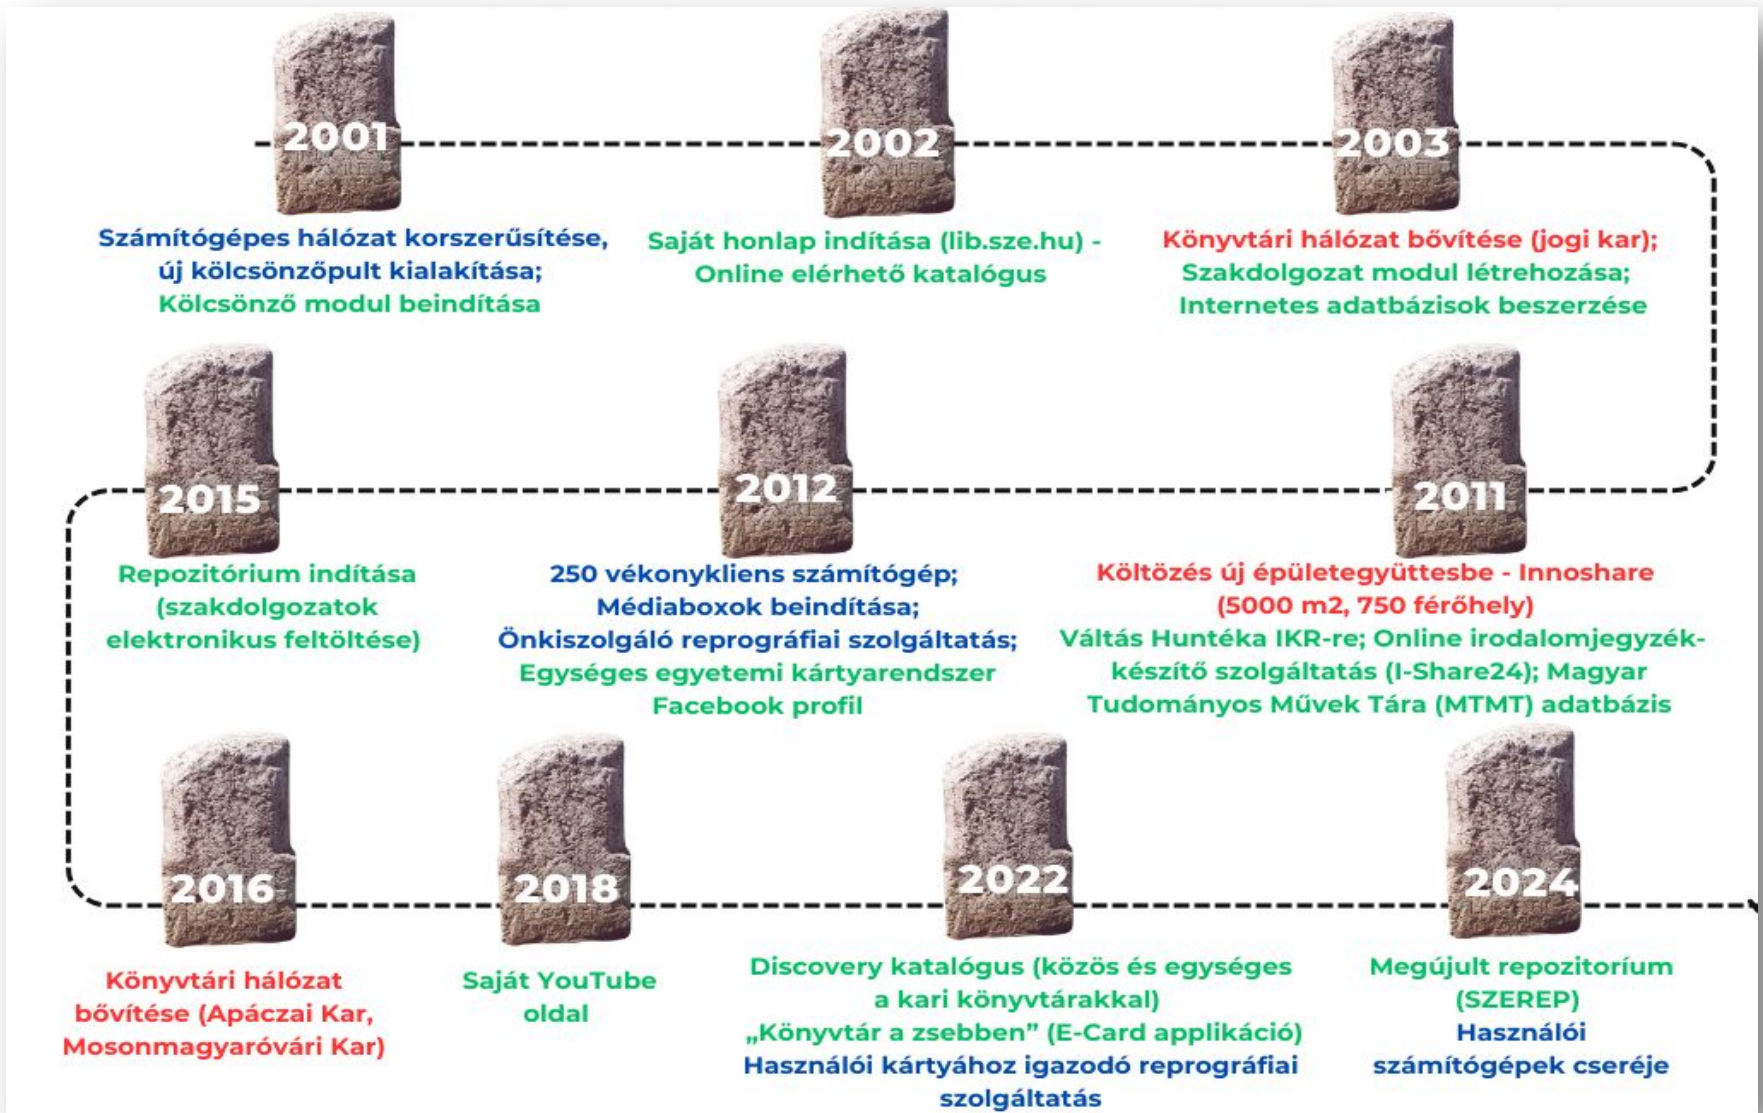 2001
Számítógépes hálózat korszerűsítése,
új kölcsönzőpult kialakítása;
Kölcsönző modul beindítása
2002
Saját honlap indítása (lib.sze.hu) -
Online elérhető katalógus
2003
Könyvtári hálózat bővítése (jogi kar);
Szakdolgozat modul létrehozása;
Internetes adatbázisok beszerzése
2011
Költözés új épületegyüttesbe - Innoshare
(5000 m2, 750 férőhely)
Váltás Huntéka IKR-re; Online irodalomjegyzék-
készítő szolgáltatás (I-Share24); Magyar
Tudományos Művek Tára (MTMT) adatbázis
2012
250 vékonykliens számítógép;
Médiaboxok beindítása;
Önkiszolgáló reprográfiai szolgáltatás;
Egységes egyetemi kártyarendszer
Facebook profil
2015
Repozitórium indítása
(szakdolgozatok
elektronikus feltöltése)
2016
Könyvtári hálózat
bővítése (Apáczai Kar,
Mosonmagyaróvári Kar)
2018
Saját YouTube
oldal
2022
Discovery katalógus (közös és egységes
a kari könyvtárakkal)
„Könyvtár a zsebben” (E-Card applikáció)
Használói kártyához igazodó reprográfiai
szolgáltatás
2024
Megújult repozitoríum
(SZEREP)
Használói
számítógépek cseréje